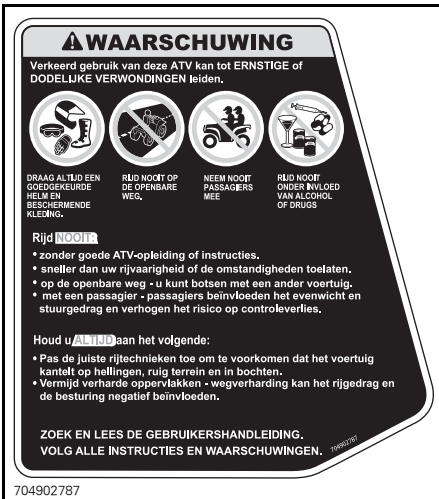 WAARSCHUWING
Verkeerd gebruik van deze ATV kan tot ERNSTIGE of
DODELIJKE VERWONDINGEN leiden.
DRAAG ALTIJD EEN
GOEDGEKEURDE
HELM EN
BESCHERMENDE
KLEDING.
RIJD NOOIT OP
DE OPENBARE
WEG.
NEEM NOOIT
PASSAGIERS
MEE
RIJD NOOIT
ONDER INVLOED
VAN ALCOHOL
OF DRUGS
Rijd NOOIT:
• zonder goede ATV-opleiding of instructies.
• sneller dan uw rijvaarigheid of de omstandigheden toelaten.
• op de openbare weg - u kunt botsen met een ander voertuig.
• met een passagier - passagiers beïnvloeden het evenwicht en
stuurgedrag en verhogen het risico op controleverlies.
Houd u ALTIJD aan het volgende:
• Pas de juiste rijtechnieken toe om te voorkomen dat het voertuig
kantelt op hellingen, ruig terrein en in bochten.
• Vermijd verharde oppervlakken - wegverharding kan het rijgedrag en
de besturing negatief beïnvloeden.
ZOEK EN LEES DE GEBRUIKERSHANDLEIDING.
VOLG ALLE INSTRUCTIES EN WAARSCHUWINGEN.
704902787
704902787